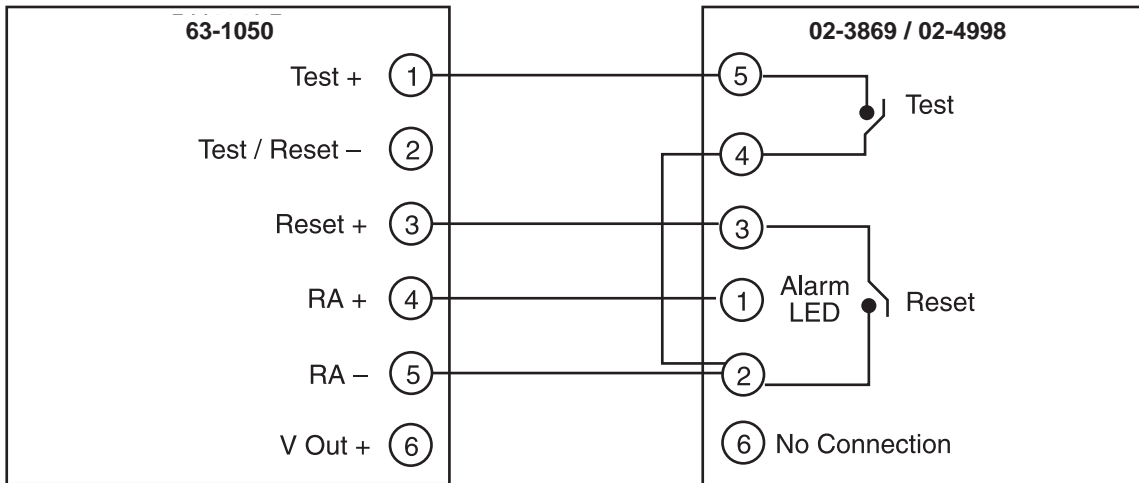 63-1050
02-3869 / 02-4998
Test + 1
5
Test
Test / Reset – 2
4
Reset + 3
3
RA + 4
1
Alarm
LED
Reset
RA – 5
2
V Out + 6
6 No Connection